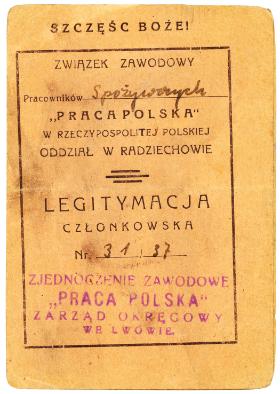 SZCZĘŚĆ BOŻE!
ZWIĄZEK ZAWODOWY
Pracowników Spożywczych
„PRACA POLSKA"
W RZECZYPOSPOLITEJ POLSKIEJ
ODDZIAŁ W RADZIECHOWIE
LEGITYMACJA
CZŁONKOWSKA
Nr. 31/37
ZJEDNOCZENIE ZAWODOWE
„PRACA POLSKA"
ZARZĄD OKRĘGOWY
WE LWOWIE.